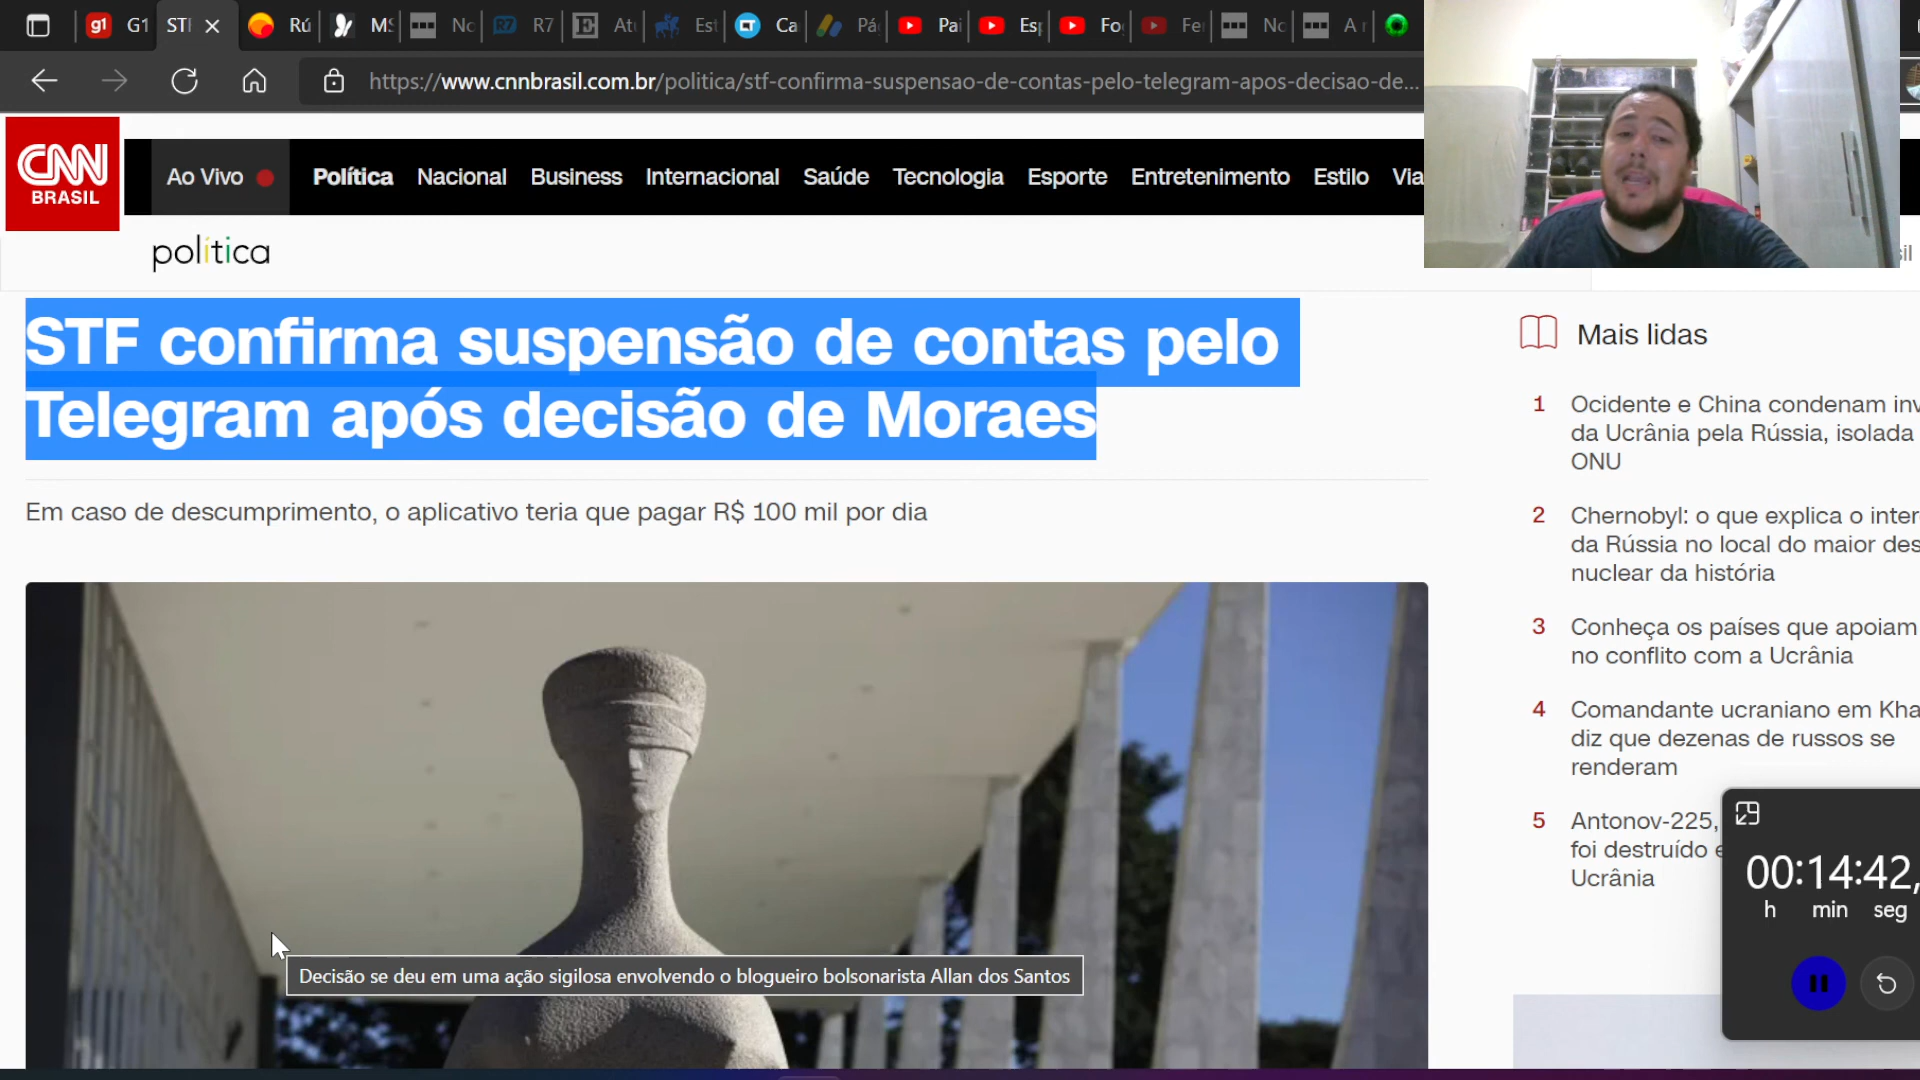 G1
STF
Rú
MS
No
R7
Est
Ca
Pá
Pai
Esp
Fo
Fer
No
A r
https://www.cnnbrasil.com.br/politica/stf-confirma-suspensao-de-contas-pelo-telegram-apos-decisao-de...
CNN
BRASIL
Ao Vivo
Política
Nacional
Business
Internacional
Saúde
Tecnologia
Esporte
Entretenimento
Estilo
Via
política
STF confirma suspensão de contas pelo
Telegram após decisão de Moraes
Em caso de descumprimento, o aplicativo teria que pagar R$ 100 mil por dia
Decisão se deu em uma ação sigilosa envolvendo o blogueiro bolsonarista Allan dos Santos
Mais lidas
1 Ocidente e China condenam inv
da Ucrânia pela Rússia, isolada
ONU
2 Chernobyl: o que explica o inter
da Rússia no local do maior des
nuclear da história
3 Conheça os países que apoiam
no conflito com a Ucrânia
4 Comandante ucraniano em Kha
diz que dezenas de russos se
renderam
5 Antonov-225,
foi destruído e
Ucrânia
00:14:42,
h min seg